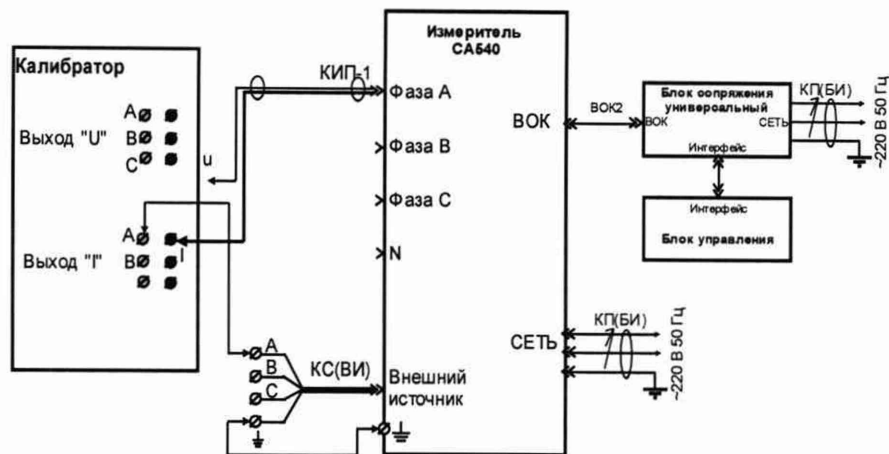 Калибратор
A
Выход "U"
B
C
u
A
Выход "I"
B
I
КИП-1
Измеритель
СА540
Фаза А
Фаза В
Фаза С
N
ВОК
СЕТЬ
Внешний
источник
A
B
C
КС(ВИ)
ВОК2
Блок сопряжения
универсальный
ВОК
СЕТЬ
Интерфейс
КП(БИ)
~220 В 50 Гц
Интерфейс
Блок управления
КП(БИ)
~220 В 50 Гц